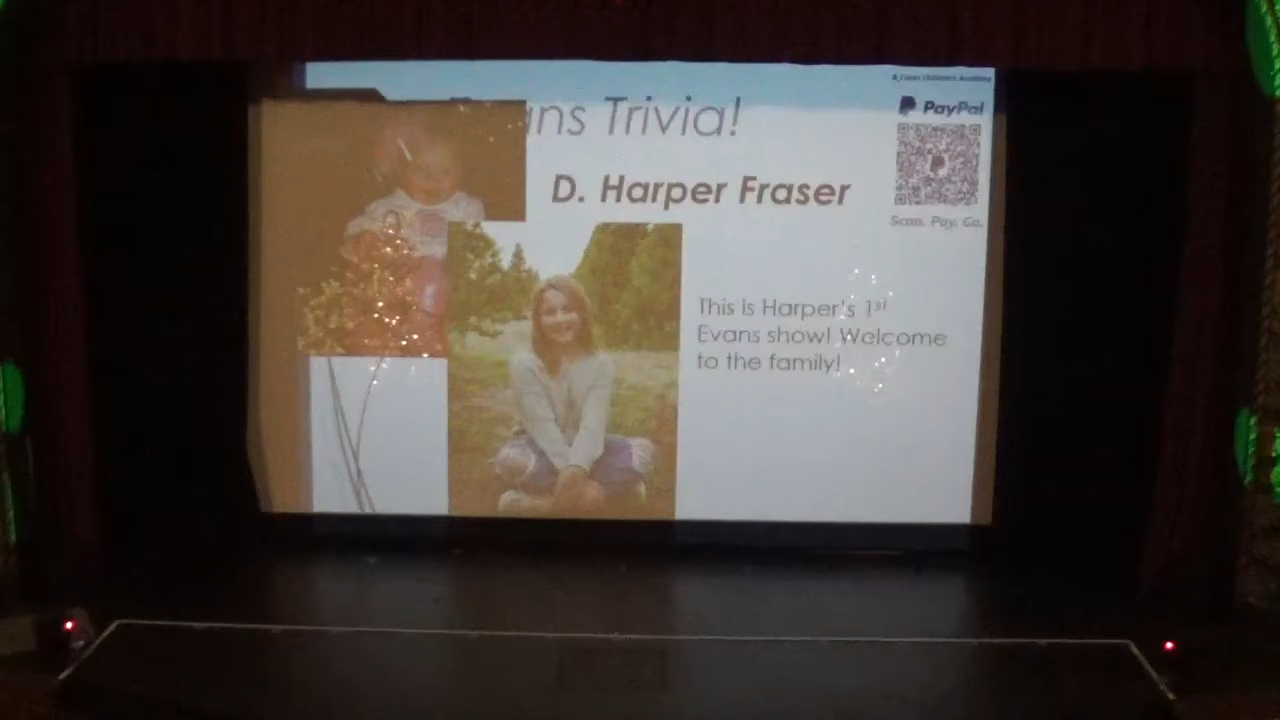 ns Trivia!
PayPal
D. Harper Fraser
Scan. Pay. Go.
This is Harper's 1st
Evans show! Welcome
to the family!